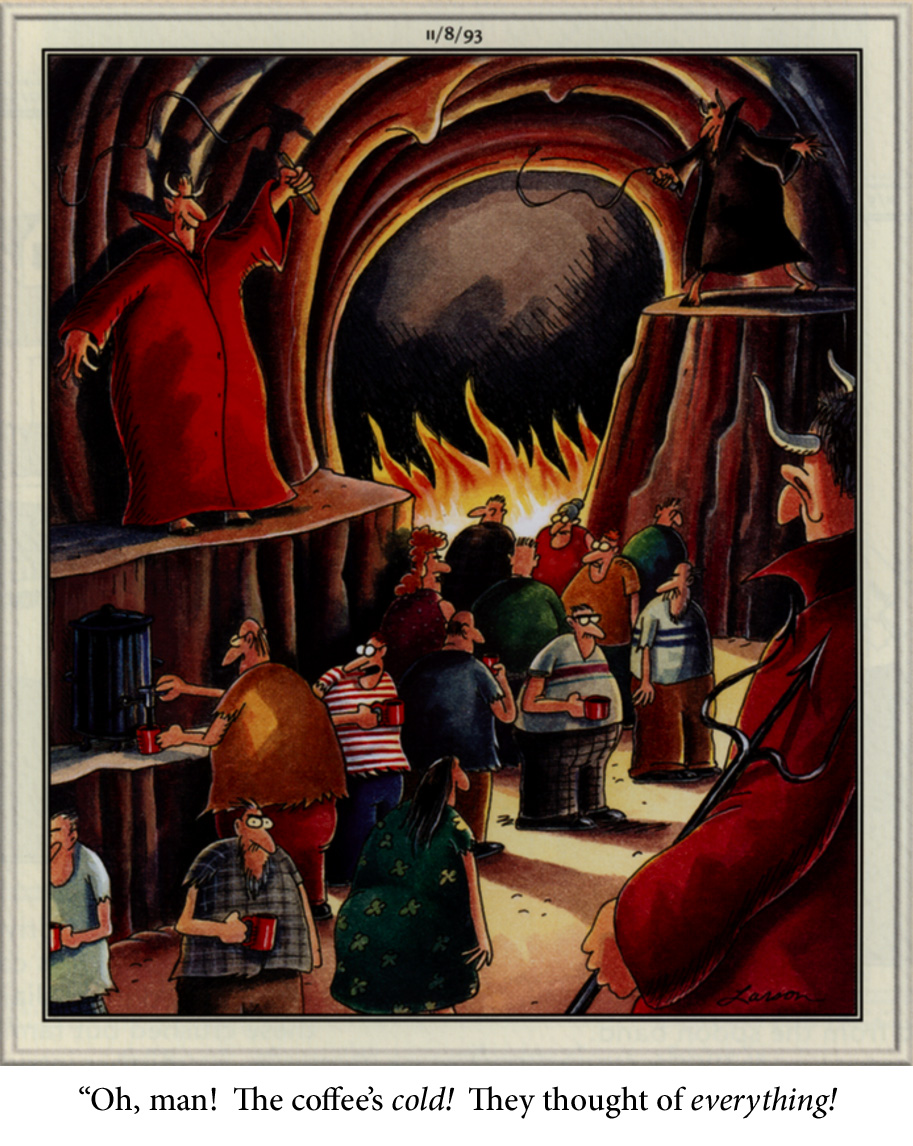 11/8/93
Larson
“Oh, man! The coffee’s cold! They thought of everything!